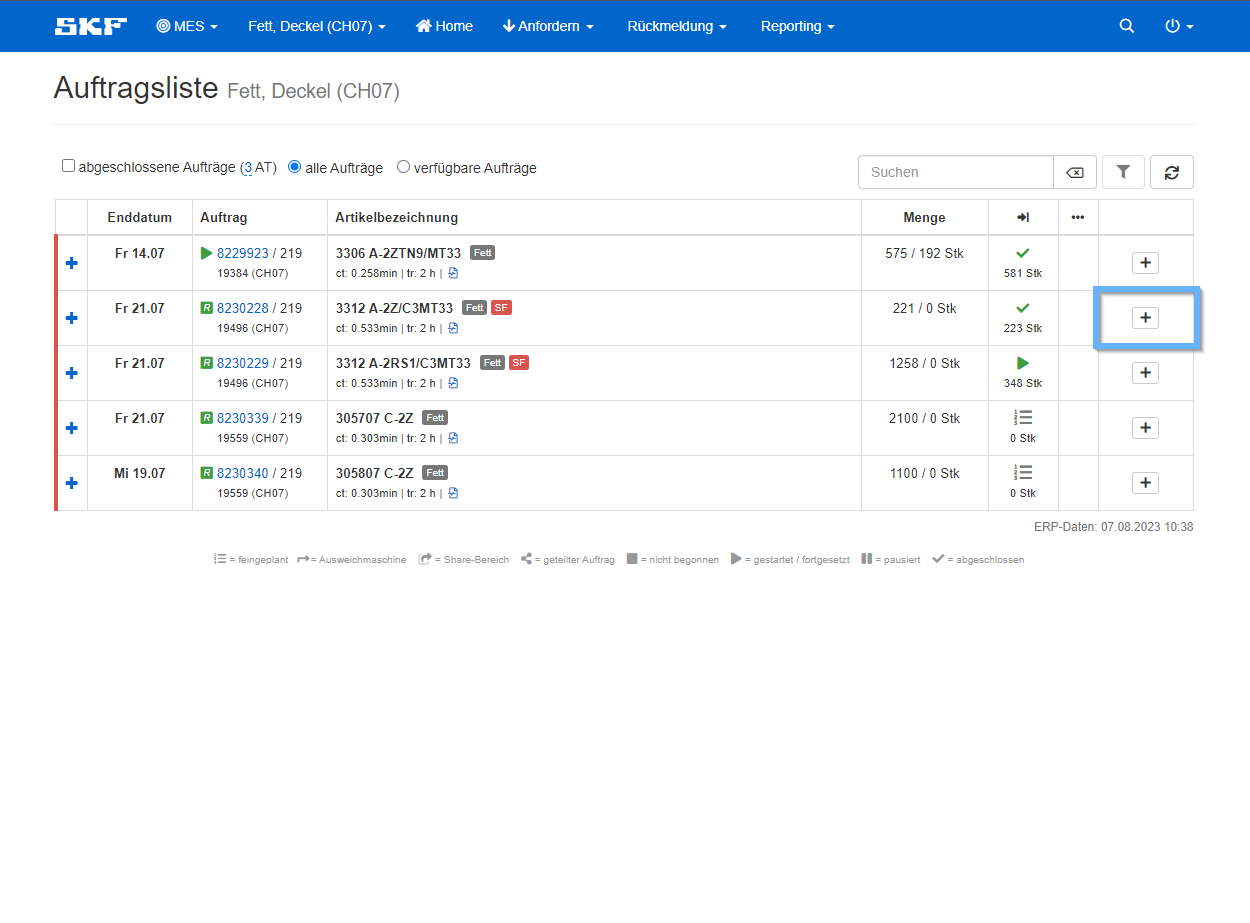 SKF MES Fett, Deckel (CH07) Home Anfordern Rückmeldung Reporting
Auftragsliste Fett, Deckel (CH07)
abgeschlossene Aufträge (3 AT) alle Aufträge verfügbare Aufträge Suchen
Enddatum Auftrag Artikelbezeichnung Menge
Fr 14.07 8229923 / 219 3306 A-2ZTN9/MT33 Fett 575 / 192 Stk
19384 (CH07) ct: 0.258min | tr: 2 h | 581 Stk
Fr 21.07 R 8230228 / 219 3312 A-2Z/C3MT33 Fett SF 221 / 0 Stk
19496 (CH07) ct: 0.533min | tr: 2 h | 223 Stk
Fr 21.07 R 8230229 / 219 3312 A-2RS1/C3MT33 Fett SF 1258 / 0 Stk
19496 (CH07) ct: 0.533min | tr: 2 h | 348 Stk
Fr 21.07 R 8230339 / 219 305707 C-2Z Fett 2100 / 0 Stk
19559 (CH07) ct: 0.303min | tr: 2 h | 0 Stk
Mi 19.07 R 8230340 / 219 305807 C-2Z Fett 1100 / 0 Stk
19559 (CH07) ct: 0.303min | tr: 2 h | 0 Stk
ERP-Daten: 07.08.2023 10:38
= feingeplant = Ausweichmaschine = Share-Bereich = geteilter Auftrag = nicht begonnen = gestartet / fortgesetzt = pausiert = abgeschlossen